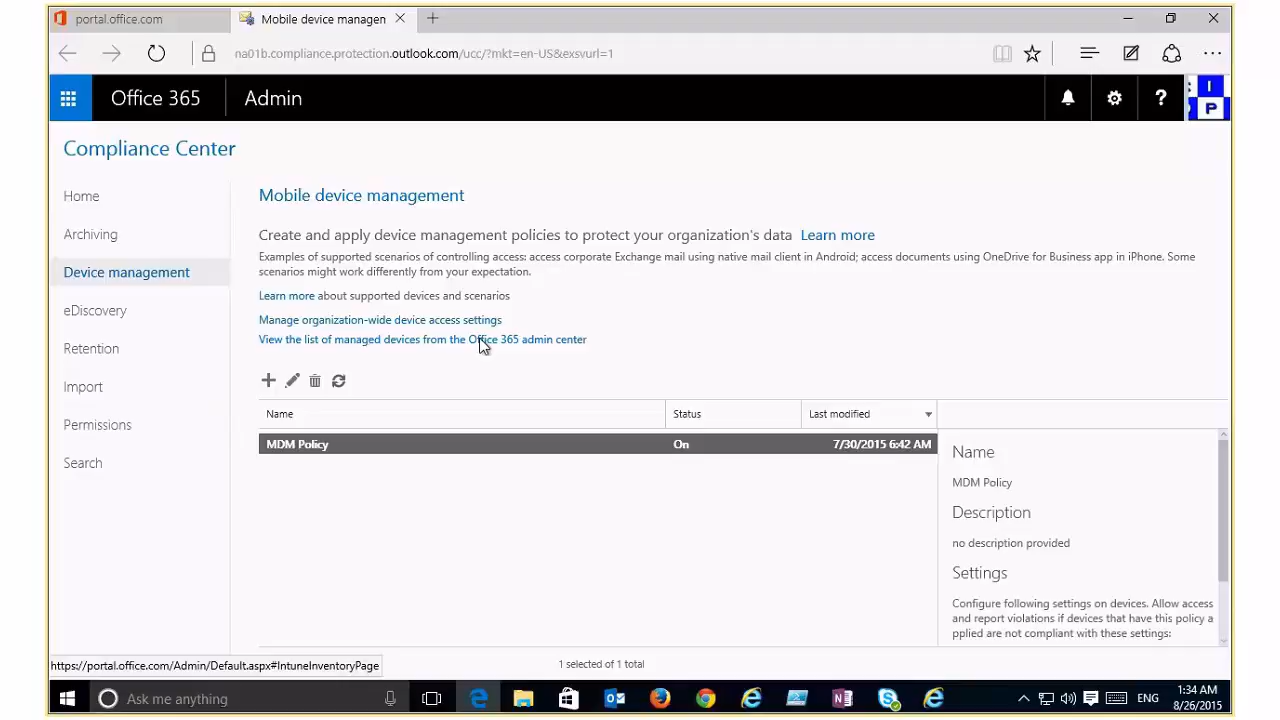 portal.office.com
Mobile device managen
na01b.compliance.protection.outlook.com/ucc/?mkt=en-US&exsvurl=1
Office 365
Admin
?
I
P
Compliance Center
Home
Archiving
Device management
eDiscovery
Retention
Import
Permissions
Search
Mobile device management
Create and apply device management policies to protect your organization's data Learn more
Examples of supported scenarios of controlling access: access corporate Exchange mail using native mail client in Android; access documents using OneDrive for Business app in iPhone. Some
scenarios might work differently from your expectation.
Learn more about supported devices and scenarios
Manage organization-wide device access settings
View the list of managed devices from the Office 365 admin center
Name Status Last modified
MDM Policy On 7/30/2015 6:42 AM
Name
MDM Policy
Description
no description provided
Settings
Configure following settings on devices. Allow access
and report violations if devices that have this policy a
pplied are not compliant with these settings:
https://portal.office.com/Admin/Default.aspx#IntuneInventoryPage
1 selected of 1 total
Ask me anything
ENG
1:34 AM
8/26/2015